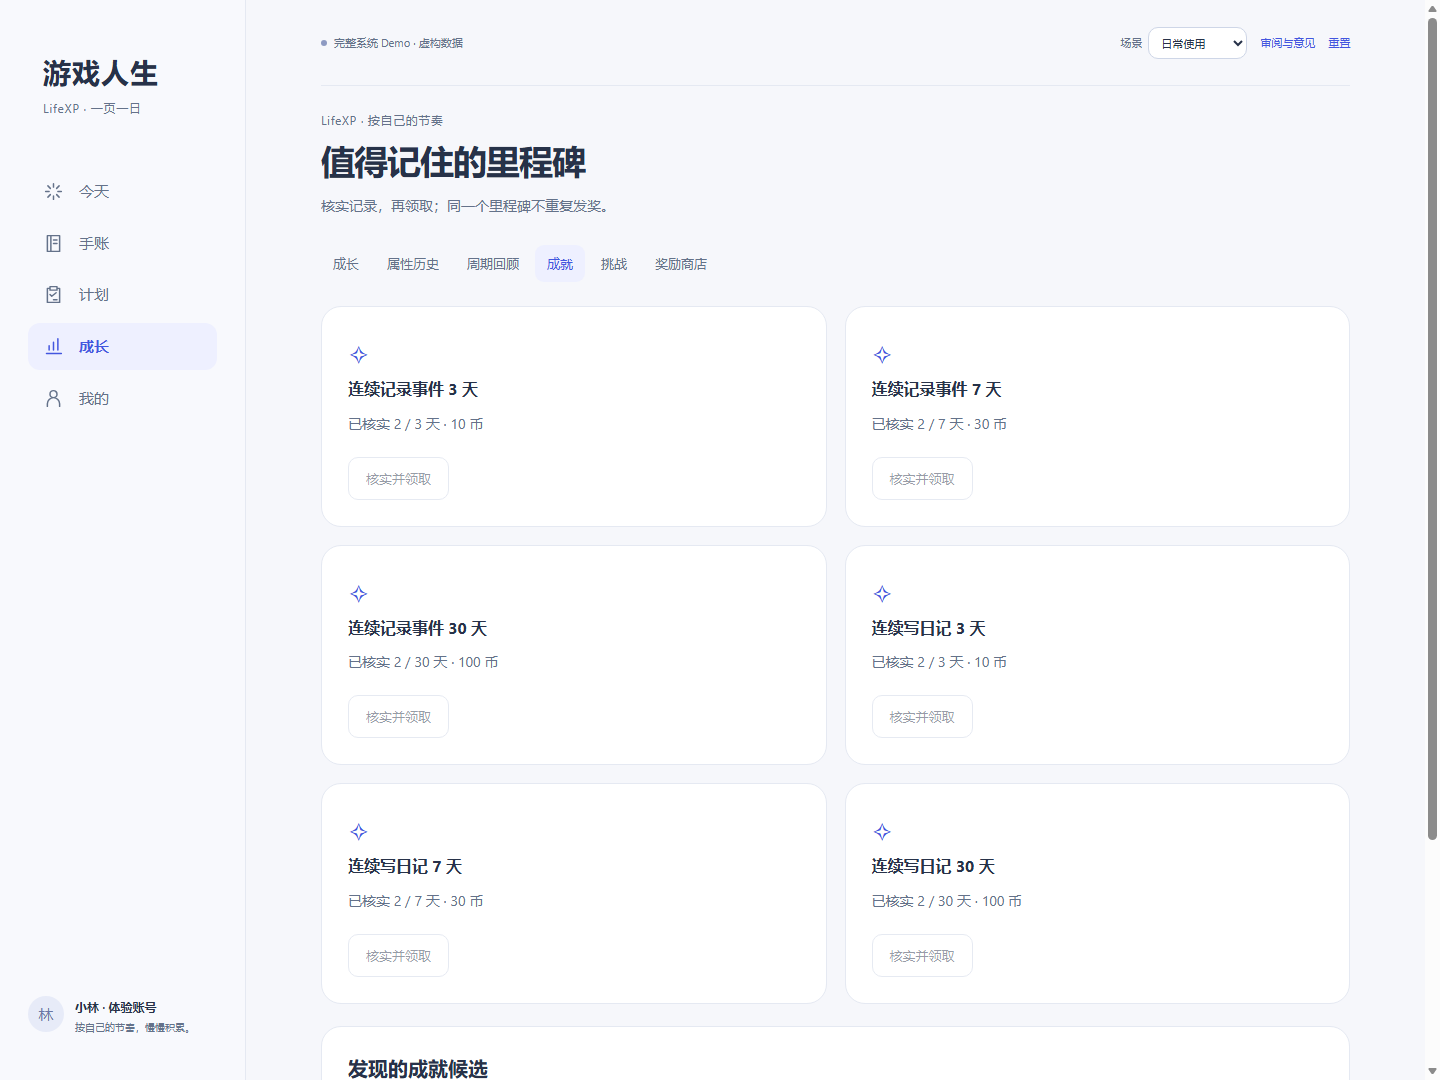 游戏人生
LifeXP · 一页一日
今天
手账
计划
成长
我的
林
小林 · 体验账号
按自己的节奏，慢慢积累。
完整系统 Demo · 虚构数据
场景
日常使用
审阅与意见
重置
LifeXP · 按自己的节奏
值得记住的里程碑
核实记录，再领取；同一个里程碑不重复发奖。
成长
属性历史
周期回顾
成就
挑战
奖励商店
连续记录事件 3 天
已核实 2 / 3 天 · 10 币
核实并领取
连续记录事件 7 天
已核实 2 / 7 天 · 30 币
核实并领取
连续记录事件 30 天
已核实 2 / 30 天 · 100 币
核实并领取
连续写日记 3 天
已核实 2 / 3 天 · 10 币
核实并领取
连续写日记 7 天
已核实 2 / 7 天 · 30 币
核实并领取
连续写日记 30 天
已核实 2 / 30 天 · 100 币
核实并领取
发现的成就候选